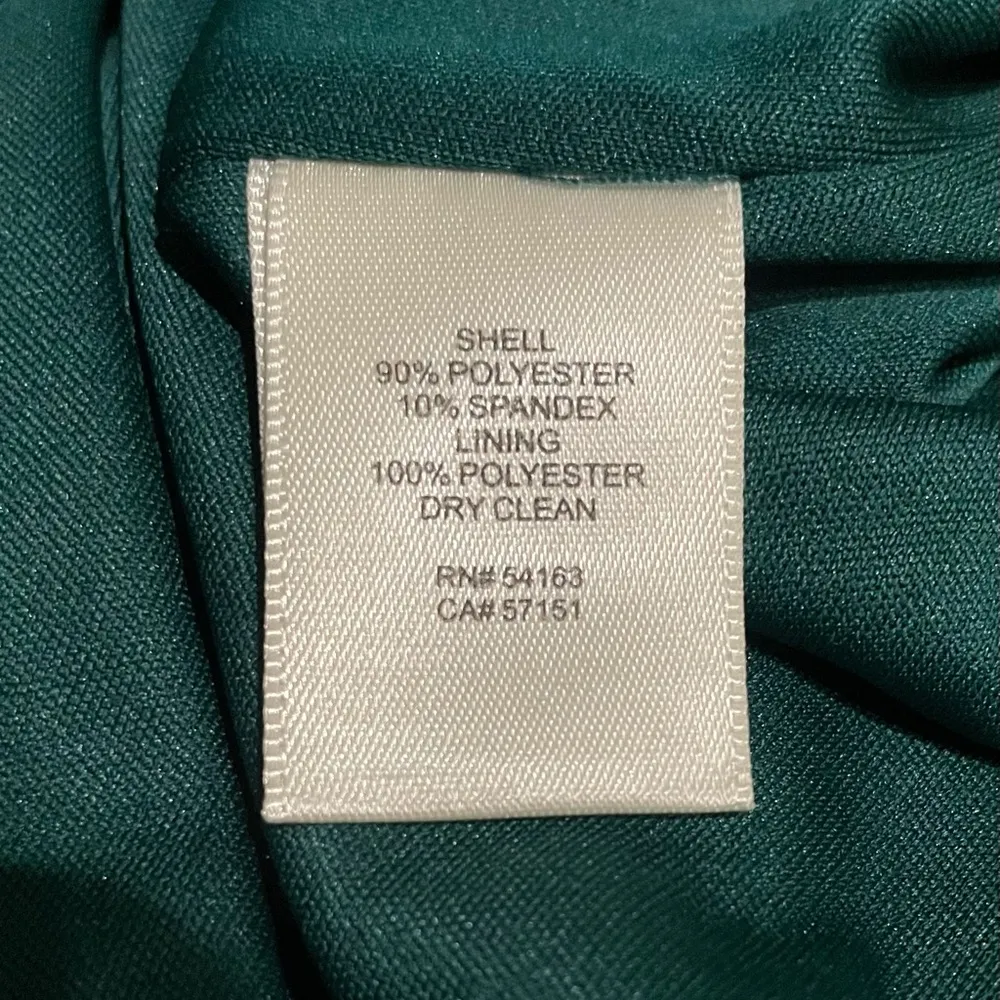 SHELL
90% POLYESTER
10% SPANDEX
LINING
100% POLYESTER
DRY CLEAN
RN# 54163
CA# 57151